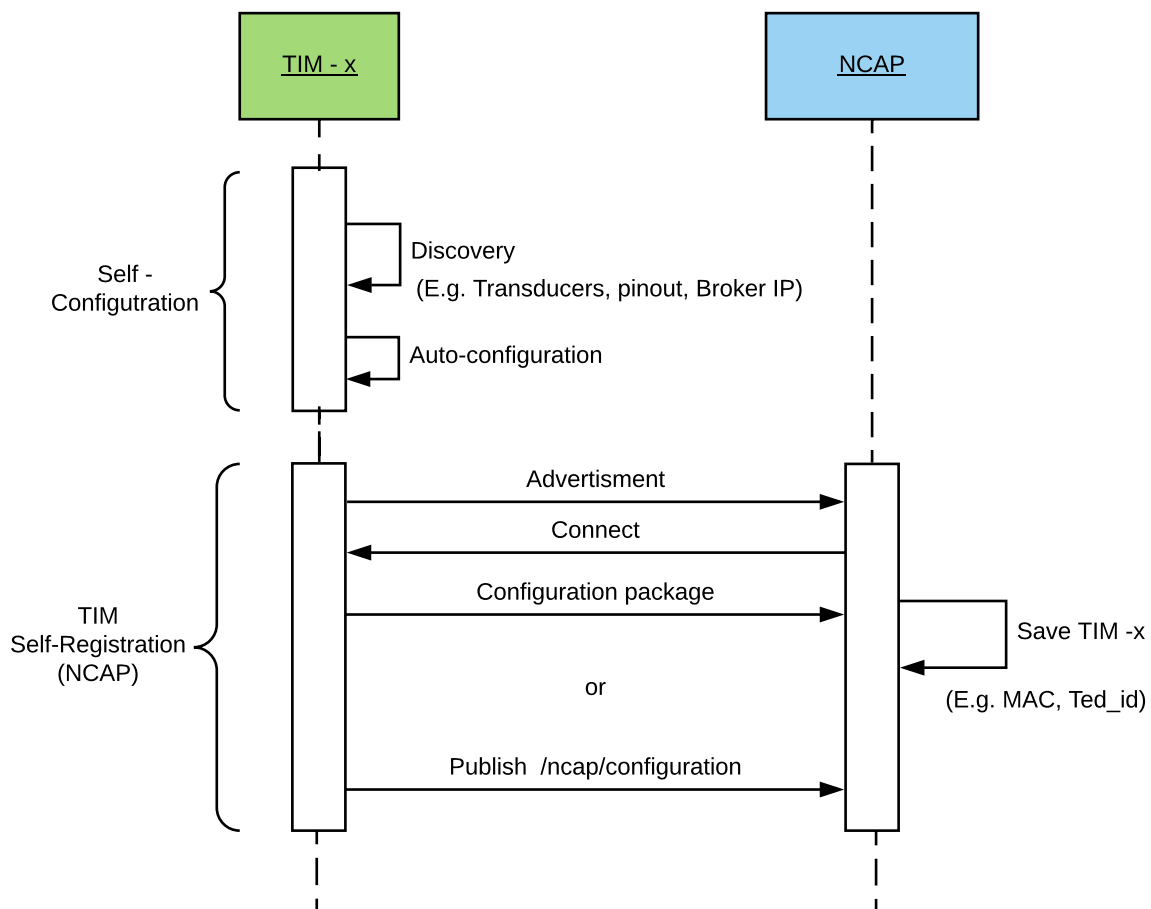 TIM - x
NCAP
Discovery
(E.g. Transducers, pinout, Broker IP)
Self -
Configutration
Auto-configuration
Advertisment
Connect
Configuration package
TIM
Self-Registration
(NCAP)
Save TIM -x
or
(E.g. MAC, Ted_id)
Publish  /ncap/configuration